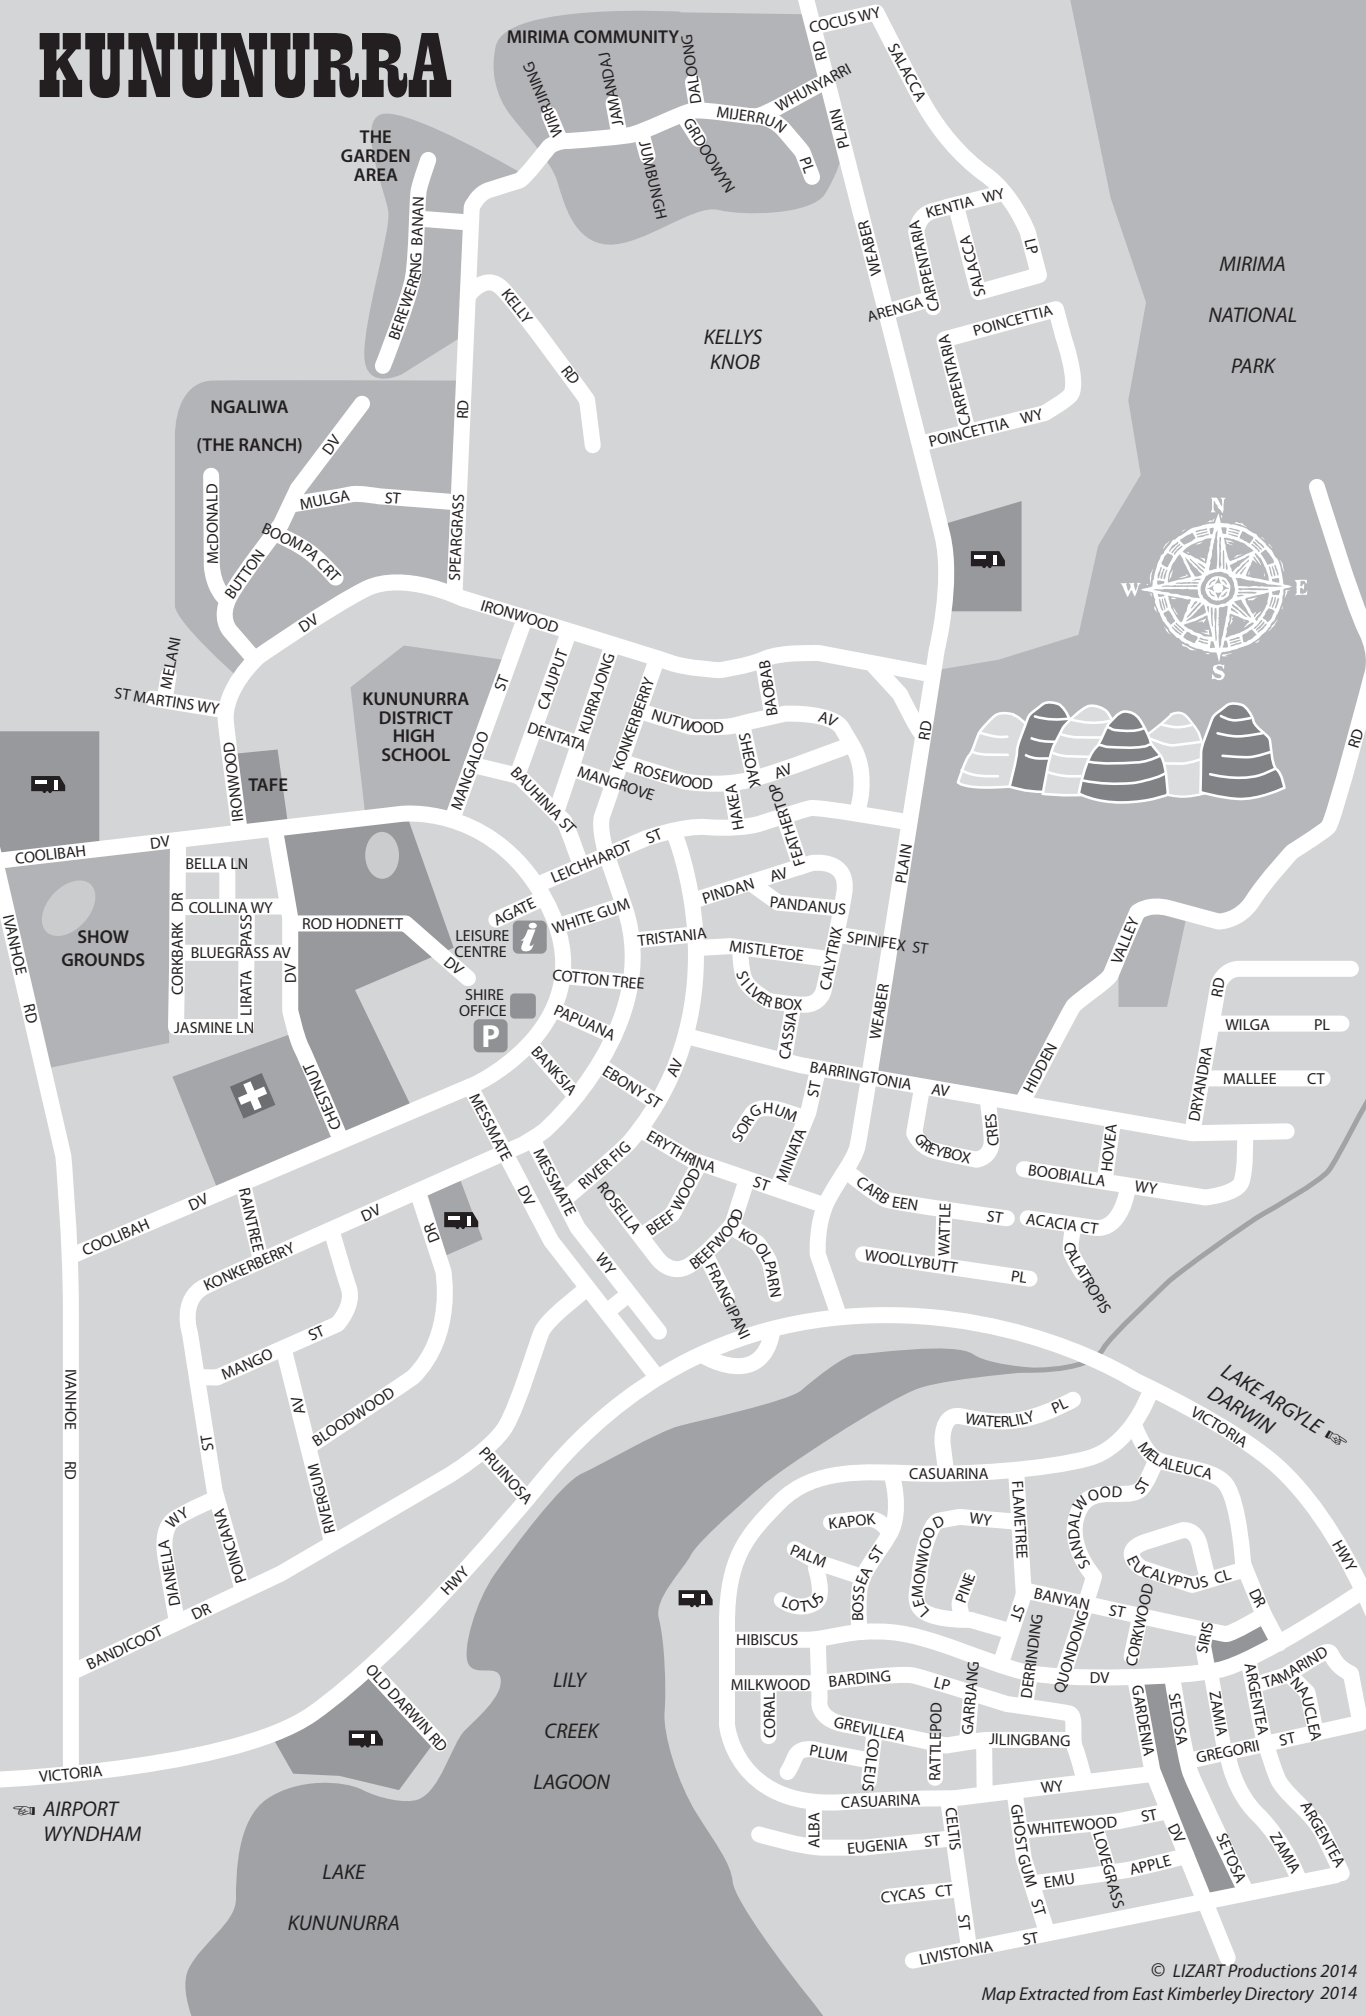 KUNUNURRA
MIRIMA COMMUNITY
COCUS WY
SALACCA
LP
WIRRJINING
JAMANDAJ
DALOONG
MIJERRUN
PL
WHUNYARRI
GRDOOWYN
JUMBUNGH
RD
PLAIN
WEABER
THE
GARDEN
AREA
BEREWERENG BANAN
KELLY
RD
KELLYS
KNOB
KENTIA WY
CARPENTARIA
SALACCA
ARENGA
POINCETTIA
CARPENTARIA
POINCETTIA WY
MIRIMA
NATIONAL
PARK
NGALIWA
(THE RANCH)
DV
McDONALD
MULGA ST
BOOMPA CRT
BUTTON
RD
SPEARGRASS
N
W
E
S
DV
IRONWOOD
MELANI
ST MARTINS WY
IRONWOOD
KUNUNURRA
DISTRICT
HIGH
SCHOOL
TAFE
ST
MANGALOO
CAJUPUT
KURRAJONG
KONKERBERRY
DENTATA
BAUHINIA ST
MANGROVE
NUTWOOD
AV
BAOBAB
ROSEWOOD
AV
SHEOAK
HAKEA
FEATHERTOP
RD
PLAIN
WEABER
RD
COOLIBAH
DV
BELLA LN
COLLINA WY
BLUEGRASS AV
JASMINE LN
CORKBARK DR
LIRATA
PASS
DV
CHESTNUT
ROD HODNETT
DV
SHOW
GROUNDS
IVANHOE
RD
LEICHHARDT ST
AGATE
WHITE GUM
LEISURE
CENTRE
i
SHIRE
OFFICE
P
COTTON TREE
PAPUANA
BANKSIA
EBONY ST
TRISTANIA
AV
PINDAN AV
PANDANUS
MISTLETOE
SPINIFEX ST
CALYTRIX
SILVER BOX
CASSIA
VALLEY
HIDDEN
RD
DRYANDRA
WILGA PL
MALLEE CT
BARRINGTONIA AV
ST
MINIATA
SORGHUM
GREYBOX
CRES
HOVEA
BOOBIALLA WY
CARBEEN ST
ACACIA CT
WATTLE
WOOLLYBUTT PL
CALATROPIS
MESSMATE
DV
MESSMATE
WY
RIVER FIG
ERYTHRINA
ST
ROSELLA
BEEFWOOD
BEEFWOOD
KOOLPARN
FRANGIPANI
COOLIBAH
DV
RAINTREE
KONKERBERRY
DV
DR
MANGO
ST
BLOODWOOD
AV
RIVERGUM
ST
POINCIANA
DIANELLA
WY
BANDICOOT
DR
IVANHOE
RD
PRUINOSA
HWY
VICTORIA
OLD DARWIN RD
AIRPORT
WYNDHAM
LAKE
KUNUNURRA
LILY
CREEK
LAGOON
LAKE ARGYLE
DARWIN
VICTORIA
HWY
WATERLILY PL
CASUARINA
MELALEUCA
DR
FLAMETREE
ST
SANDALWOOD ST
KAPOK
PALM
LOTUS
BOSSEA ST
LEMONWOOD
WY
PINE
EUCALYPTUS CL
BANYAN
ST
CORKWOOD
QUONDONG
DERRINDING
SIRIS
HIBISCUS
DV
MILKWOOD
BARDING
LP
CORAL
GREVILLEA
PLUM
COLEUS
RATTLEPOD
GARRJANG
JILINGBANG
GARDENIA
DV
SETOSA
SETOSA
ZAMIA
ZAMIA
ARGENTEA
ARGENTEA
TAMARIND
NAUCLEA
GREGORII ST
CASUARINA
WY
ALBA
EUGENIA ST
CELTIS
ST
CYCAS CT
GHOST GUM
ST
WHITEWOOD ST
LOVEGRASS
EMU
APPLE
LIVISTONIA ST
© LIZART Productions 2014
Map Extracted from East Kimberley Directory 2014